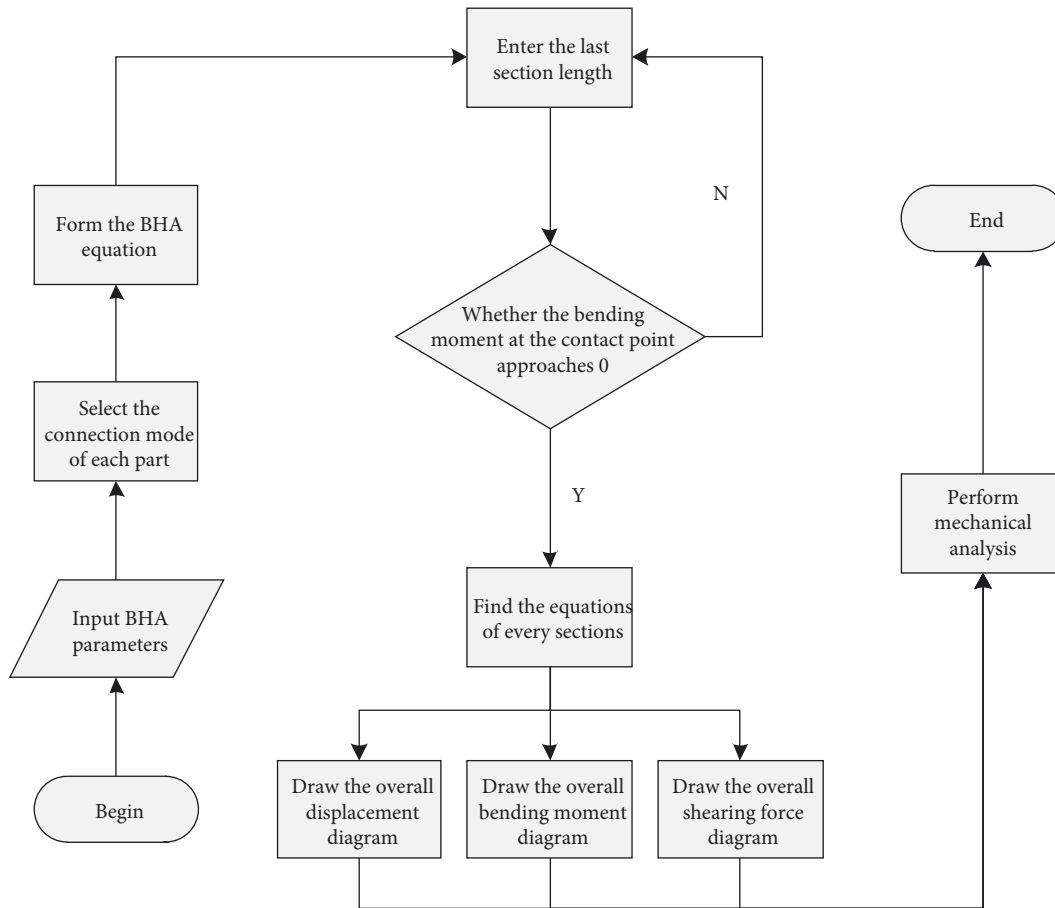 Begin
Input BHA
parameters
Select the
connection mode
of each part
Form the BHA
equation
Enter the last
section length
Whether the bending
moment at the contact point
approaches 0
N
Y
Find the equations
of every sections
Draw the overall
displacement
diagram
Draw the overall
bending moment
diagram
Draw the overall
shearing force
diagram
Perform
mechanical
analysis
End